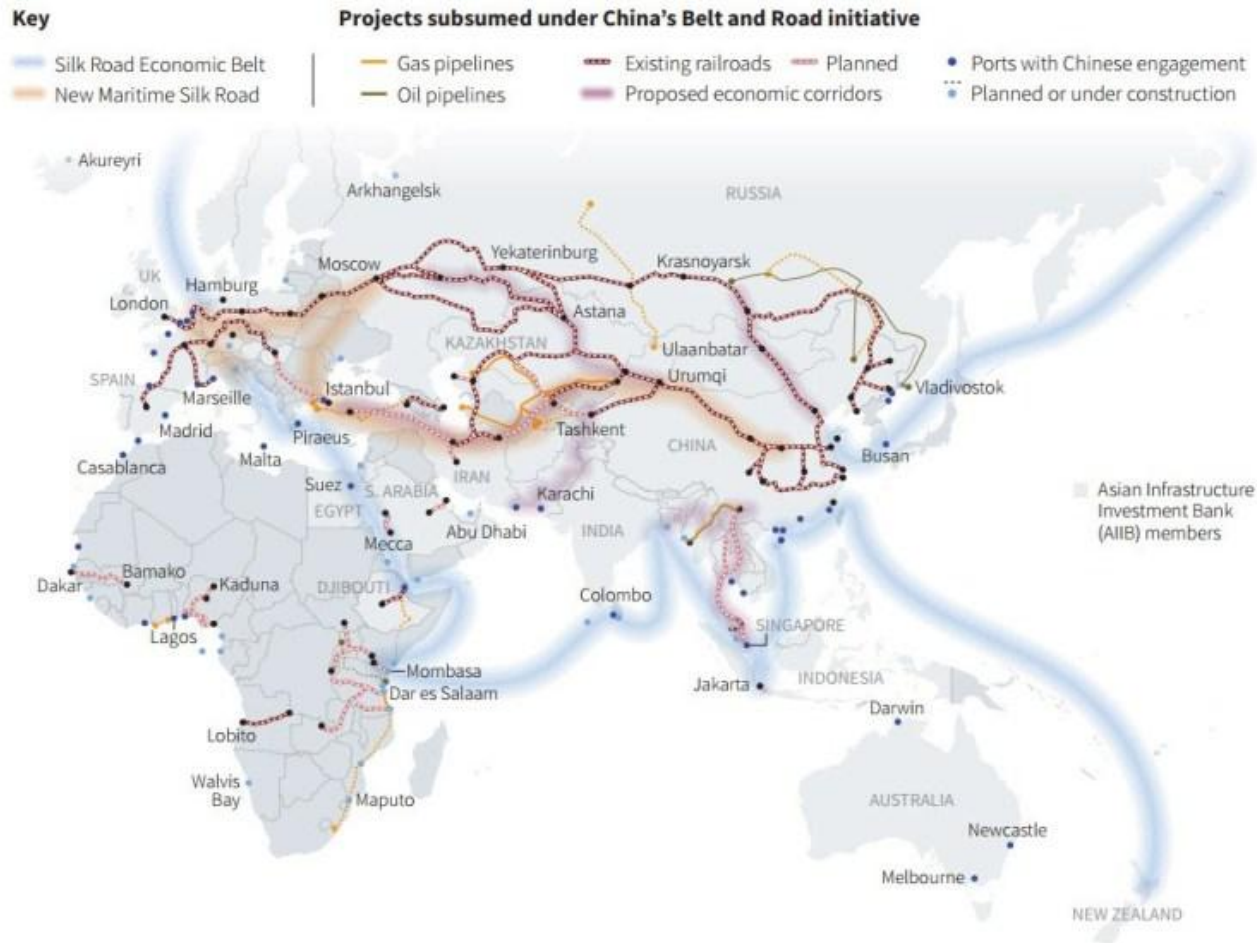 Key
Projects subsumed under China's Belt and Road initiative
Silk Road Economic Belt
New Maritime Silk Road
Gas pipelines
Oil pipelines
Existing railroads
Planned
Proposed economic corridors
Ports with Chinese engagement
Planned or under construction
Akureyri
Arkhangelsk
RUSSIA
Yekaterinburg
Moscow
Krasnoyarsk
UK
Hamburg
London
Astana
KAZAKHSTAN
Ulaanbatar
Urumqi
SPAIN
Istanbul
Vladivostok
Marseille
Madrid
Piraeus
Tashkent
CHINA
Busan
Casablanca
Malta
IRAN
Suez
S. ARABIA
Karachi
EGYPT
Abu Dhabi
INDIA
Mecca
Asian Infrastructure
Investment Bank
(AIIB) members
Dakar
Bamako
Kaduna
DJIBOUTI
Colombo
Lagos
SINGAPORE
Mombasa
Dar es Salaam
Jakarta
INDONESIA
Darwin
Lobito
Walvis
Bay
Maputo
AUSTRALIA
Newcastle
Melbourne
NEW ZEALAND